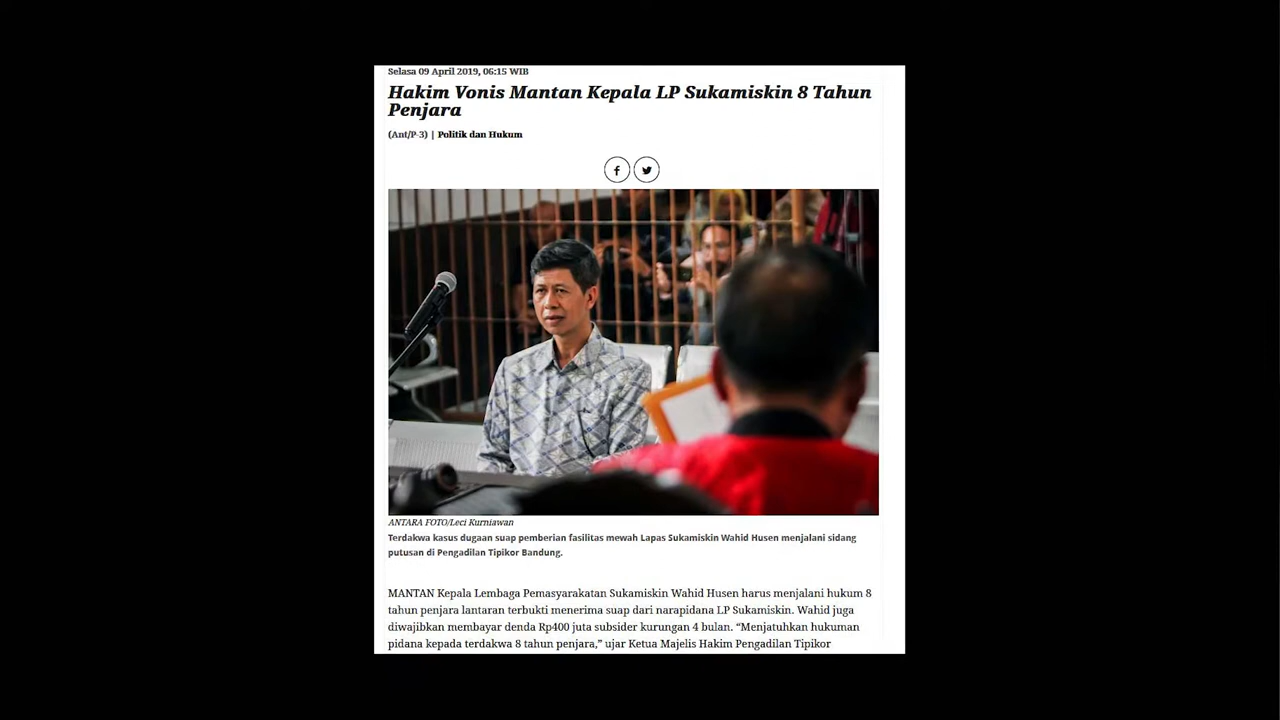 Selasa 09 April 2019, 06:15 WIB
Hakim Vonis Mantan Kepala LP Sukamiskin 8 Tahun
Penjara
(Ant/P-3) | Politik dan Hukum
ANTARA FOTO/Leci Kurniawan
Terdakwa kasus dugaan suap pemberian fasilitas mewah Lapas Sukamiskin Wahid Husen menjalani sidang
putusan di Pengadilan Tipikor Bandung.
MANTAN Kepala Lembaga Pemasyarakatan Sukamiskin Wahid Husen harus menjalani hukum 8
tahun penjara lantaran terbukti menerima suap dari narapidana LP Sukamiskin. Wahid juga
diwajibkan membayar denda Rp400 juta subsider kurungan 4 bulan. “Menjatuhkan hukuman
pidana kepada terdakwa 8 tahun penjara,” ujar Ketua Majelis Hakim Pengadilan Tipikor